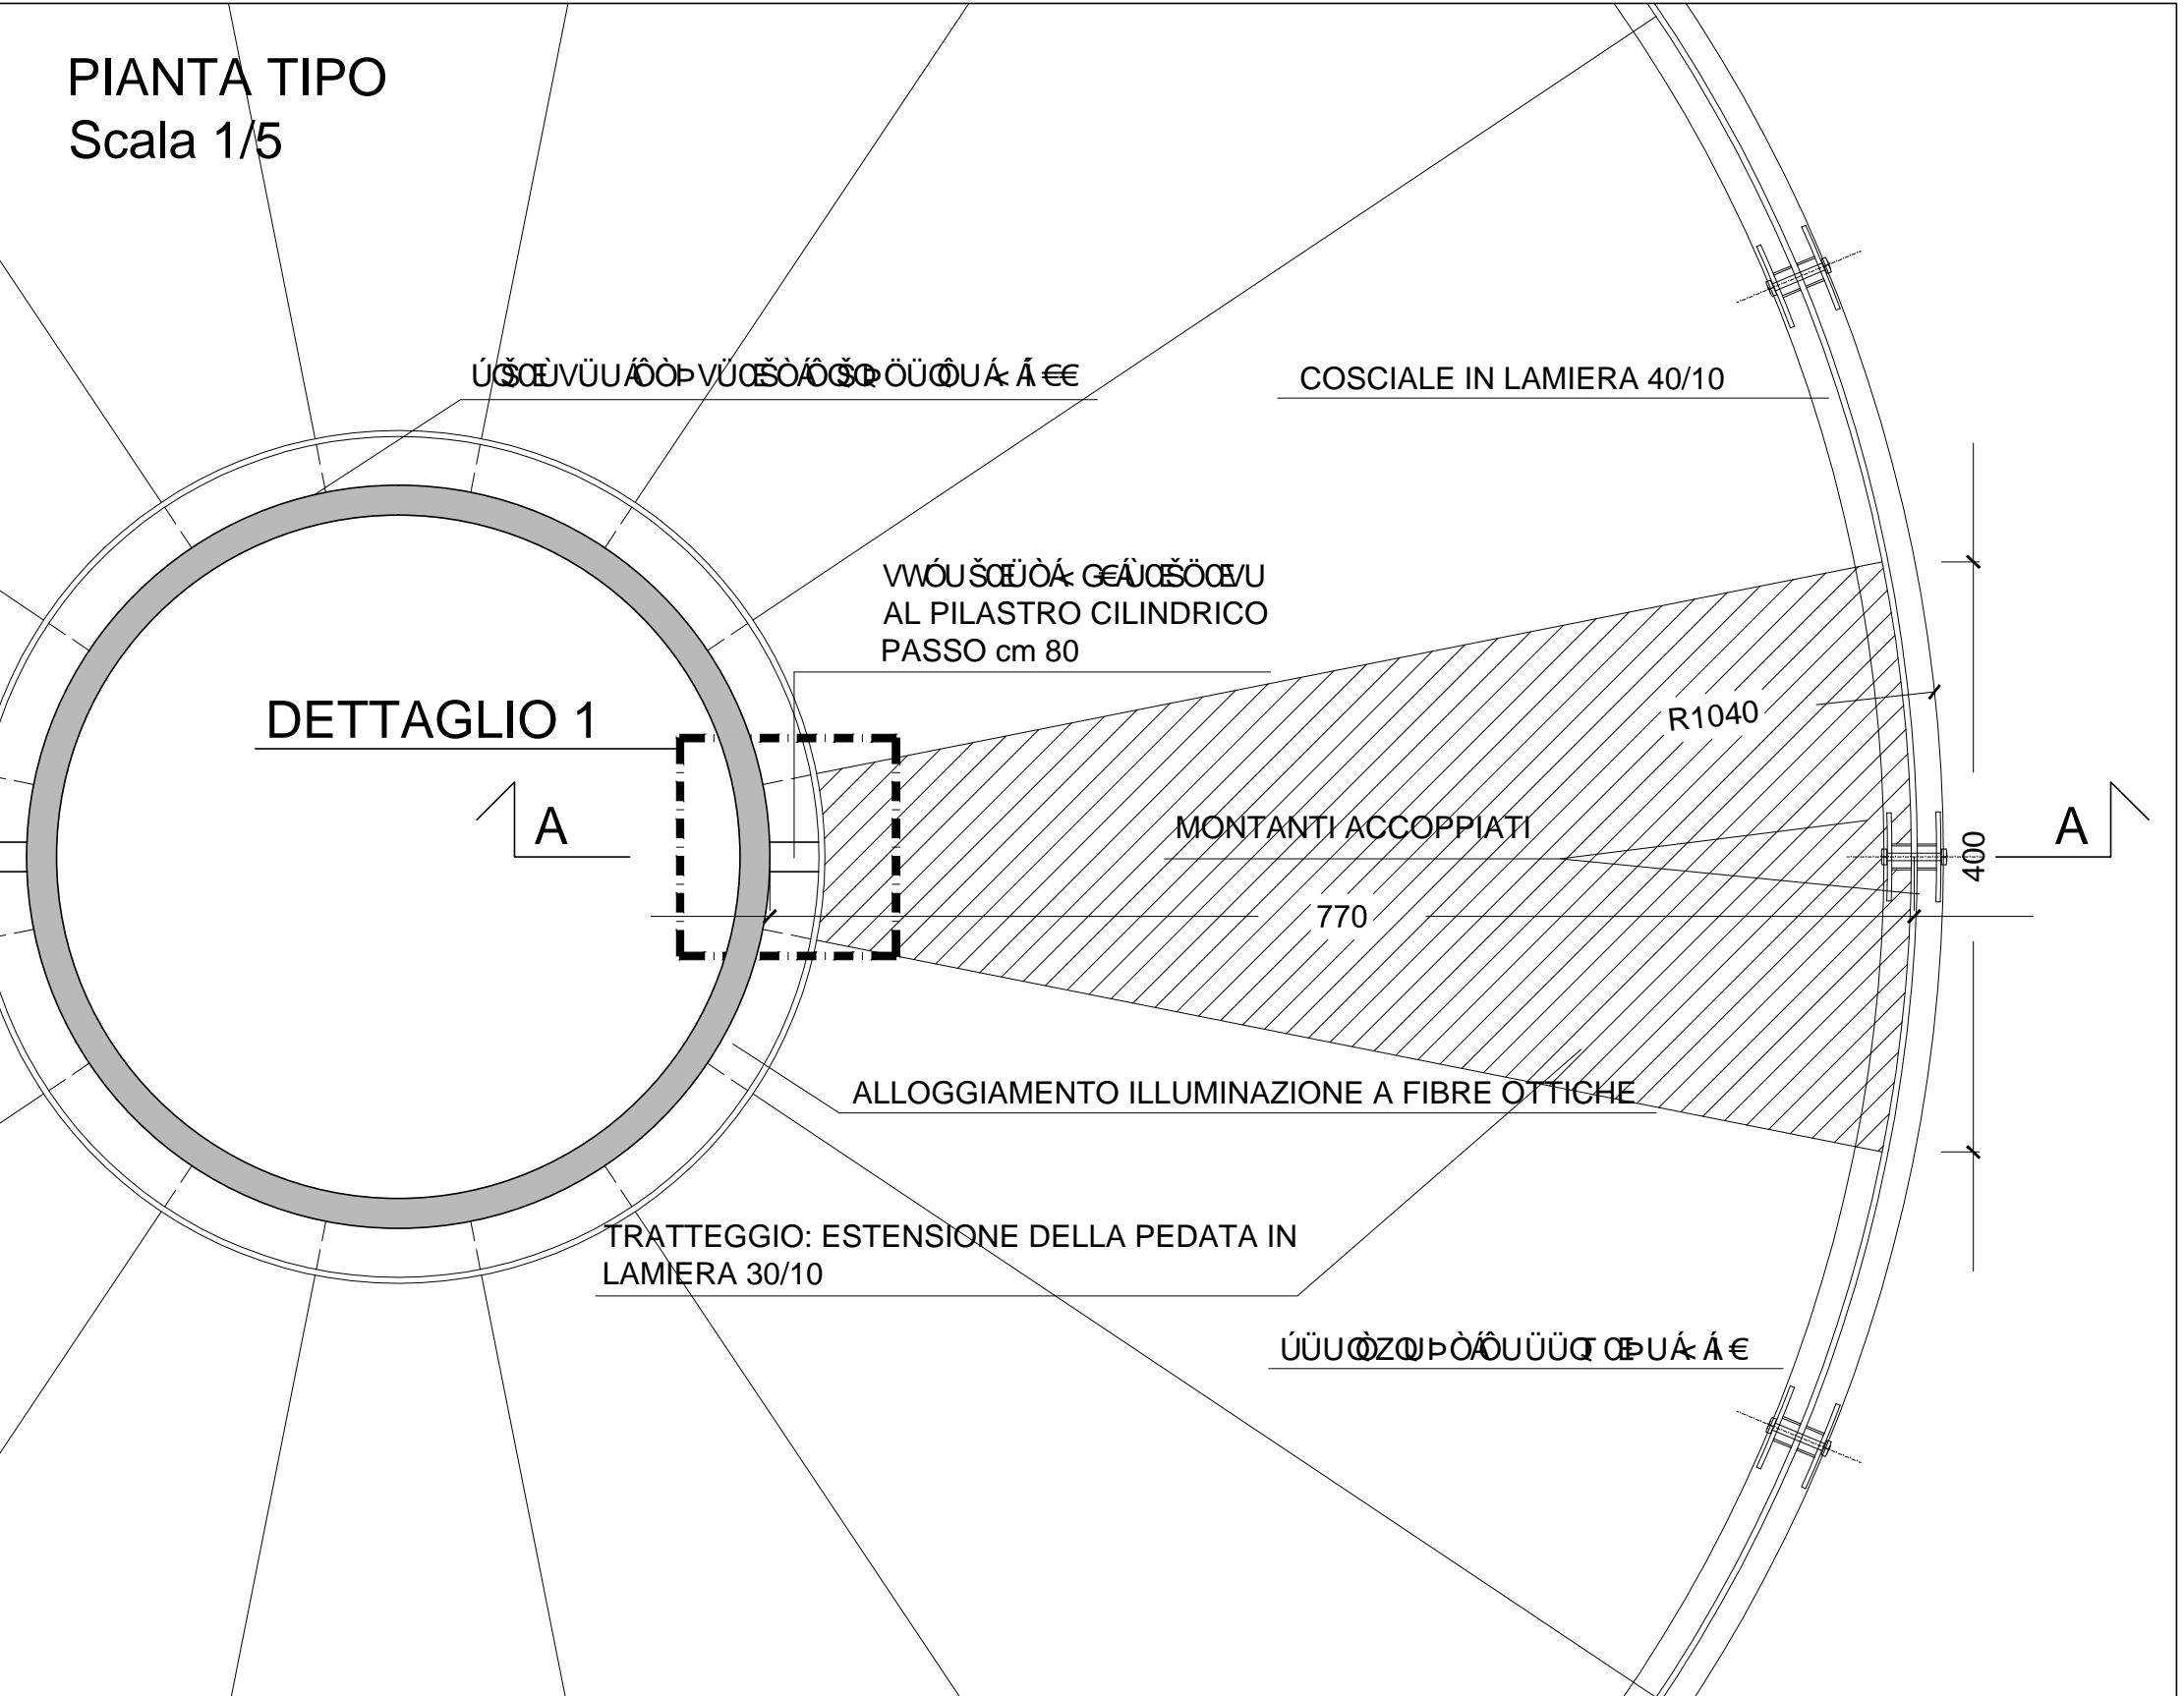 PIANTA TIPO
Scala 1/5
COSCIALE IN LAMIERA 40/10
AL PILASTRO CILINDRICO
PASSO cm 80
DETTAGLIO 1
R1040
A
MONTANTI ACCOPPIATI
A
400
770
ALLOGGIAMENTO ILLUMINAZIONE A FIBRE OTTICHE
TRATTEGGIO: ESTENSIONE DELLA PEDATA IN
LAMIERA 30/10